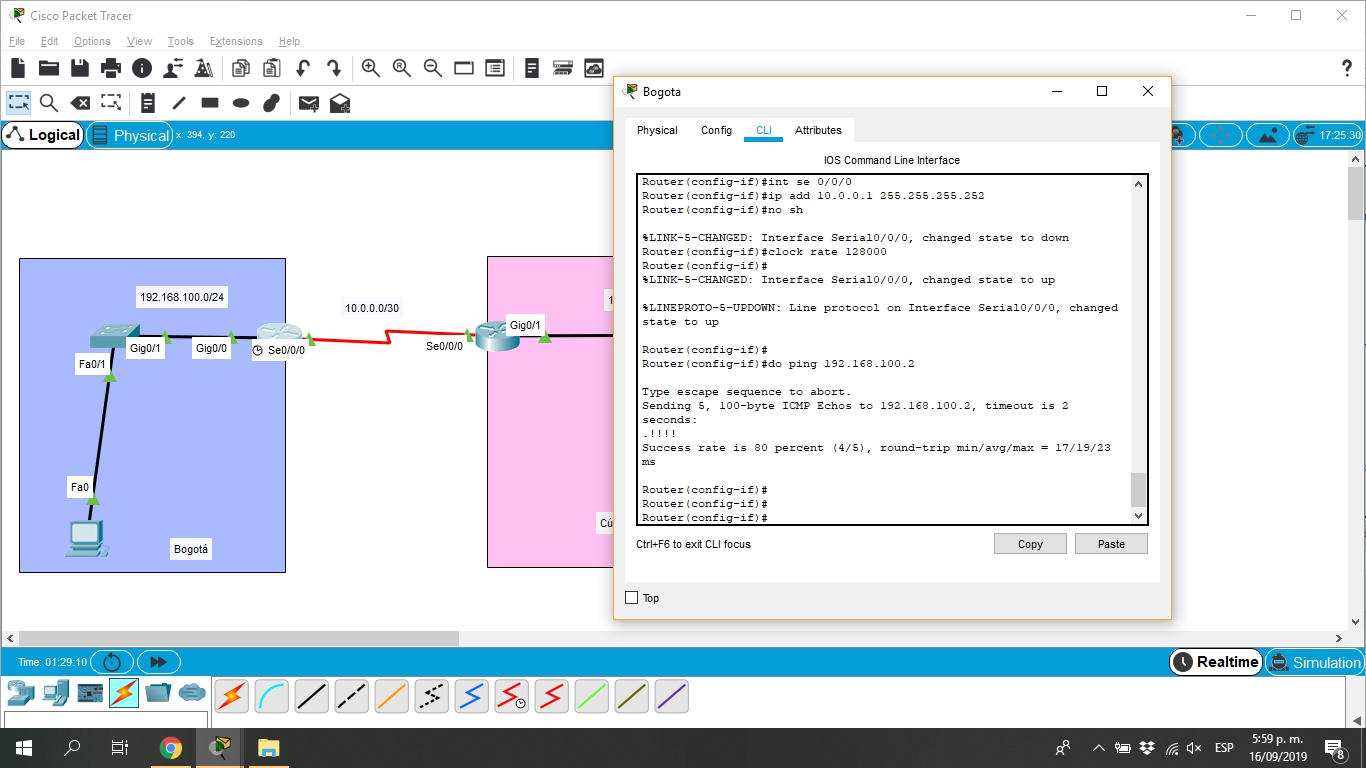 Cisco Packet Tracer
File Edit Options View Tools Extensions Help
?
Logical Physical x: 394, y: 220
17:25:30
192.168.100.0/24
10.0.0.0/30
Gig0/1
Gig0/1 Gig0/0 Se0/0/0 Se0/0/0
Fa0/1
Fa0
Bogotá
Cú
Bogota
Physical Config CLI Attributes
IOS Command Line Interface
Router(config-if)#int se 0/0/0
Router(config-if)#ip add 10.0.0.1 255.255.255.252
Router(config-if)#no sh
%LINK-5-CHANGED: Interface Serial0/0/0, changed state to down
Router(config-if)#clock rate 128000
Router(config-if)#
%LINK-5-CHANGED: Interface Serial0/0/0, changed state to up
%LINEPROTO-5-UPDOWN: Line protocol on Interface Serial0/0/0, changed
state to up
Router(config-if)#
Router(config-if)#do ping 192.168.100.2
Type escape sequence to abort.
Sending 5, 100-byte ICMP Echos to 192.168.100.2, timeout is 2
seconds:
.!!!!
Success rate is 80 percent (4/5), round-trip min/avg/max = 17/19/23
ms
Router(config-if)#
Router(config-if)#
Router(config-if)#
Ctrl+F6 to exit CLI focus
Copy Paste
Top
Time: 01:29:10
Realtime Simulation
ESP
5:59 p. m.
16/09/2019
8